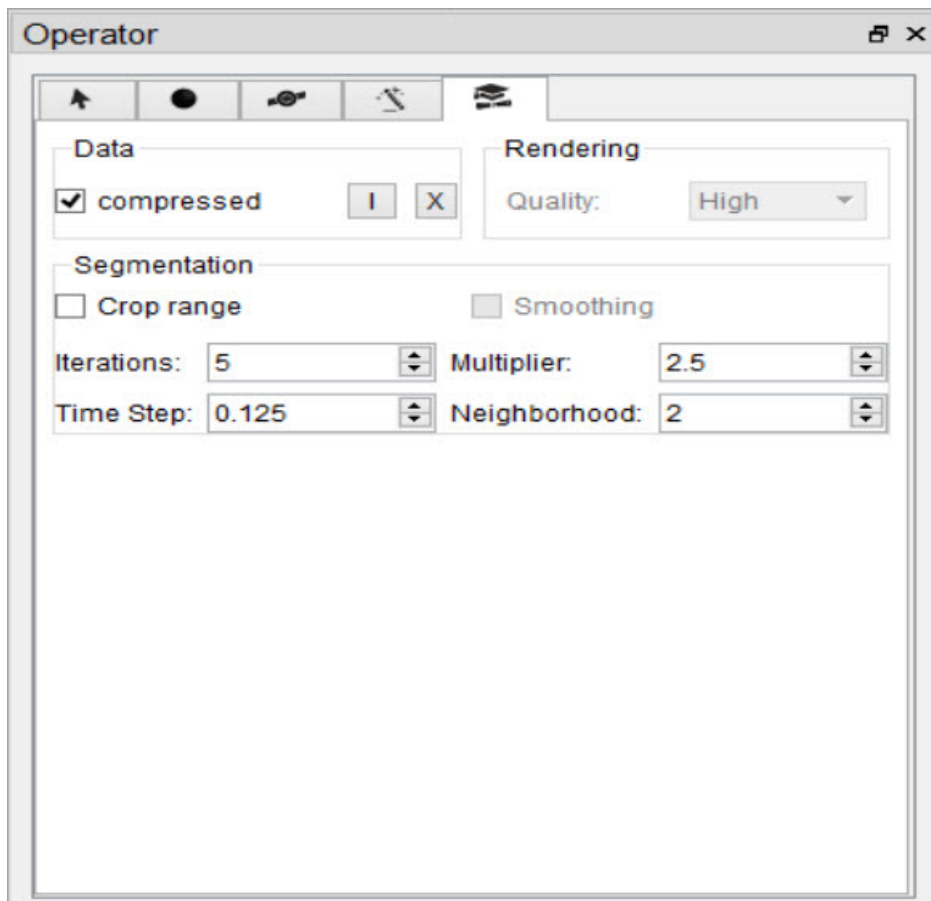 Operator
Data
Rendering
compressed I X
Quality: High
Segmentation
Crop range
Smoothing
Iterations: 5
Multiplier: 2.5
Time Step: 0.125
Neighborhood: 2